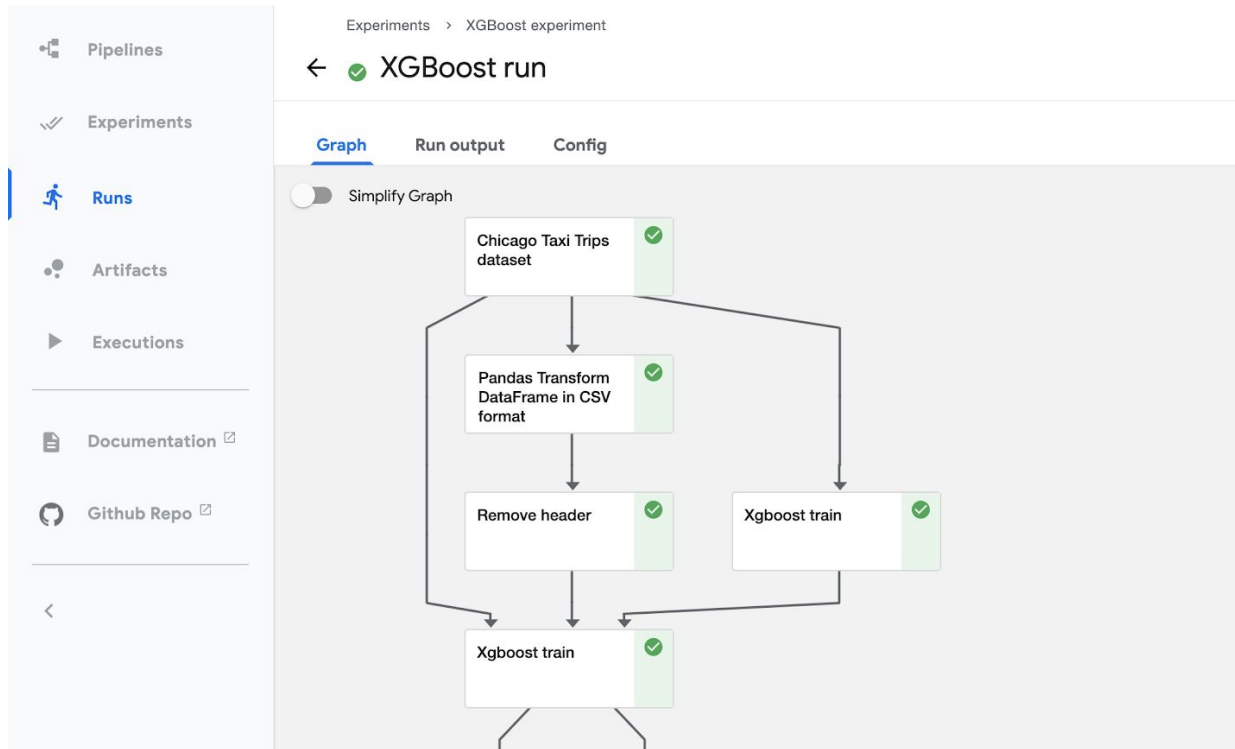 Pipelines
Experiments
Runs
Artifacts
Executions
Documentation
Github Repo
Experiments > XGBoost experiment
XGBoost run
Graph Run output Config
Simplify Graph
Chicago Taxi Trips
dataset
Pandas Transform
DataFrame in CSV
format
Remove header
Xgboost train
Xgboost train